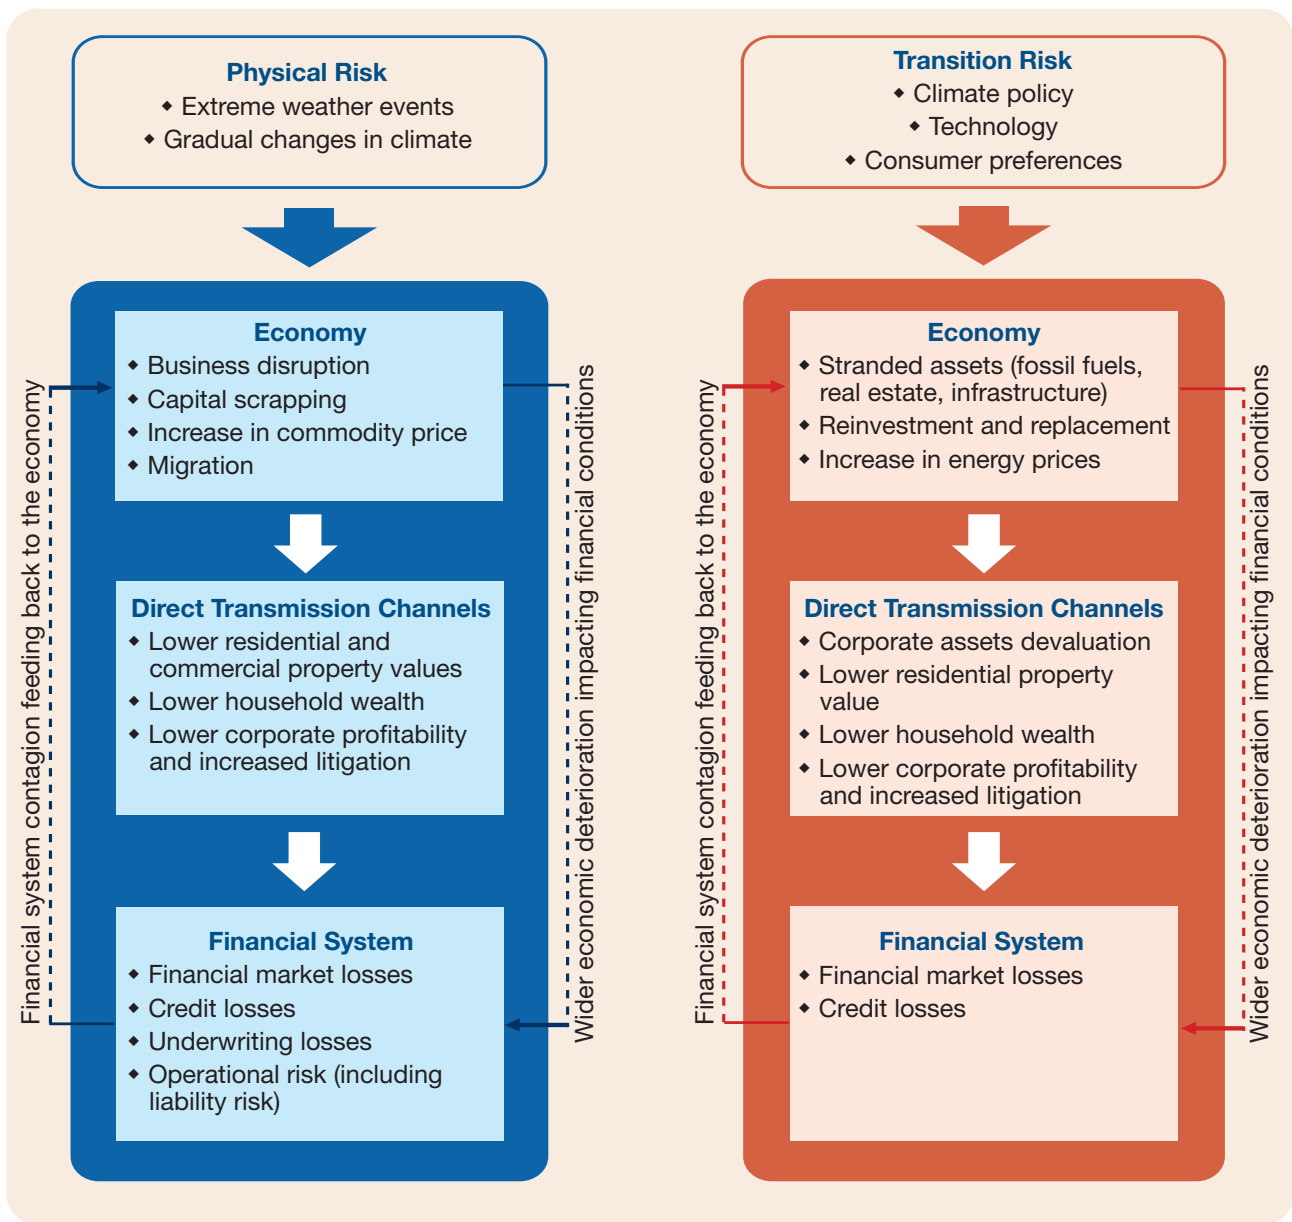 Physical Risk
◆ Extreme weather events
◆ Gradual changes in climate
Transition Risk
◆ Climate policy
◆ Technology
◆ Consumer preferences
Financial system contagion feeding back to the economy
Economy
◆ Business disruption
◆ Capital scrapping
◆ Increase in commodity price
◆ Migration
Direct Transmission Channels
◆ Lower residential and
commercial property values
◆ Lower household wealth
◆ Lower corporate profitability
and increased litigation
Financial System
◆ Financial market losses
◆ Credit losses
◆ Underwriting losses
◆ Operational risk (including
liability risk)
Wider economic deterioration impacting financial conditions
Financial system contagion feeding back to the economy
Economy
◆ Stranded assets (fossil fuels,
real estate, infrastructure)
◆ Reinvestment and replacement
◆ Increase in energy prices
Direct Transmission Channels
◆ Corporate assets devaluation
◆ Lower residential property
value
◆ Lower household wealth
◆ Lower corporate profitability
and increased litigation
Financial System
◆ Financial market losses
◆ Credit losses
Wider economic deterioration impacting financial conditions